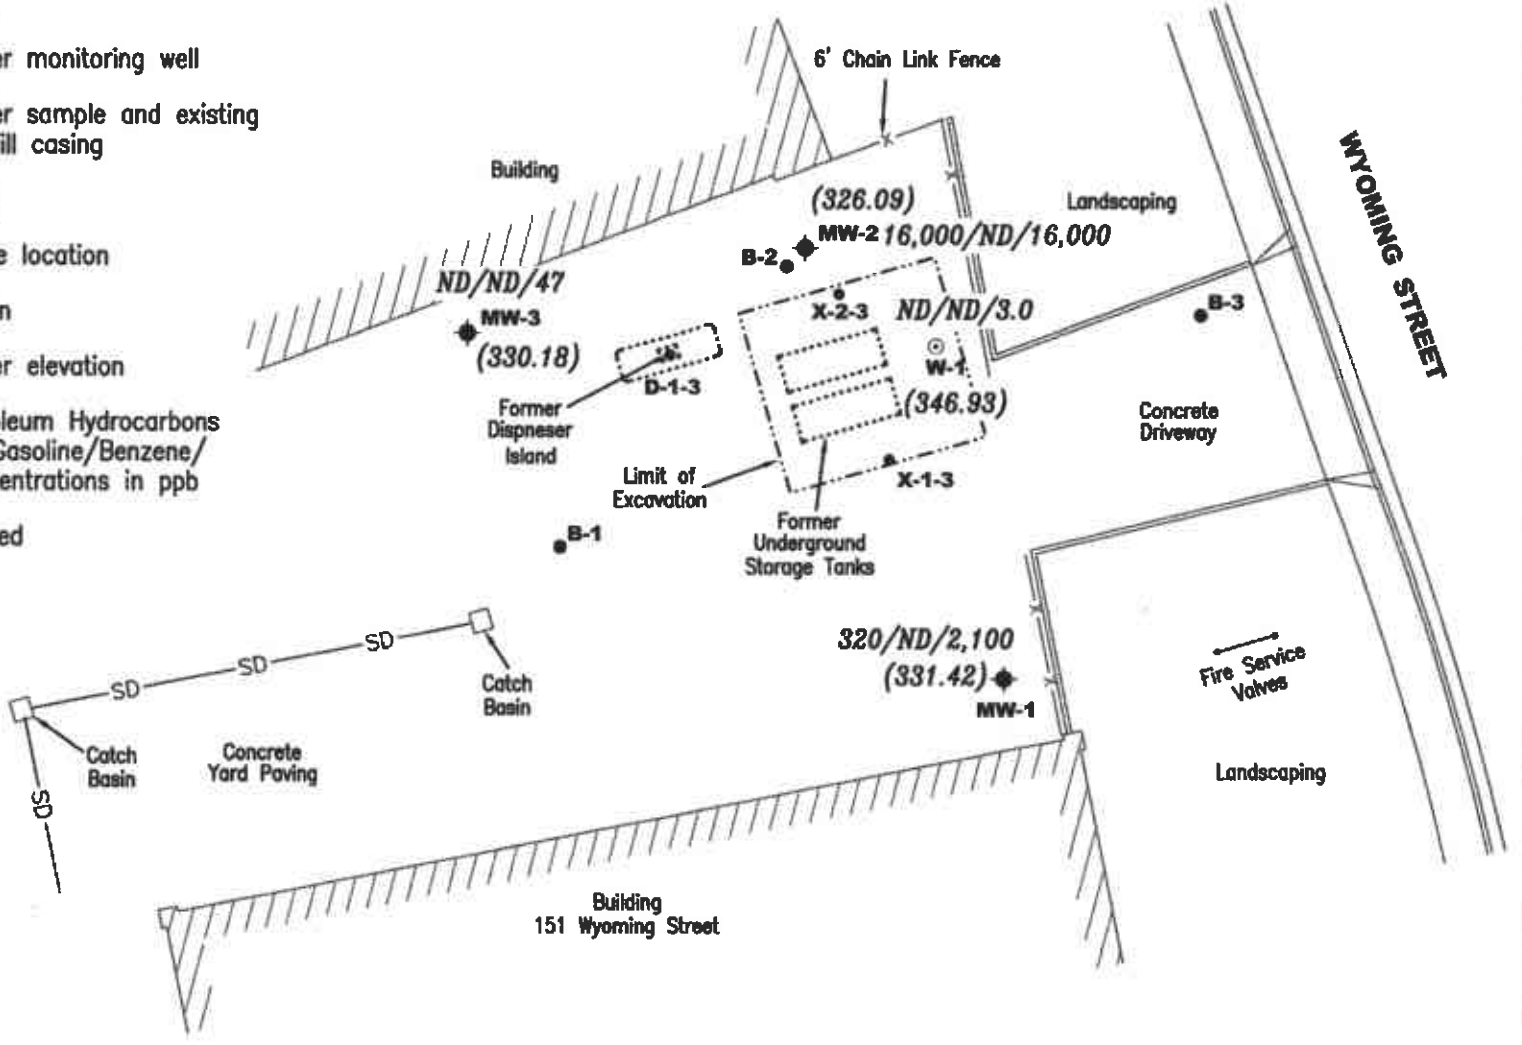 er monitoring well
er sample and existing
ill casing
e location
n
er elevation
leum Hydrocarbons
Gasoline/Benzene/
entrations in ppb
ed
6' Chain Link Fence
Building
Landscaping
WYOMING STREET
(326.09)
MW-2 16,000/ND/16,000
B-2
ND/ND/47
MW-3
(330.18)
X-2-3
ND/ND/3.0
B-3
W-1
(346.93)
D-1-3
Former
Dispneser
Island
Concrete
Driveway
Limit of
Excavation
X-1-3
Former
Underground
Storage Tanks
B-1
SD
SD
SD
SD
Catch
Basin
Catch
Basin
Concrete
Yard Paving
320/ND/2,100
(331.42)
MW-1
Fire Service
Valves
Landscaping
Building
151 Wyoming Street
X
X
X
X